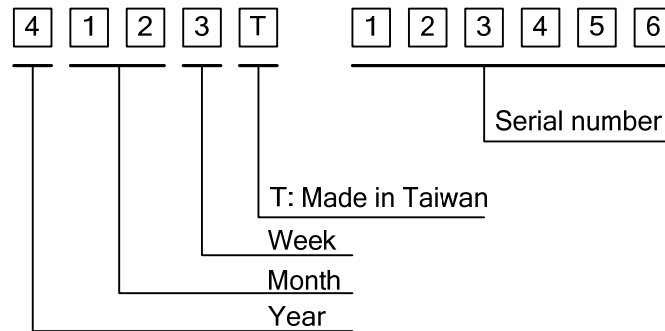 4 1 2 3 T 1 2 3 4 5 6
Serial number
T: Made in Taiwan
Week
Month
Year